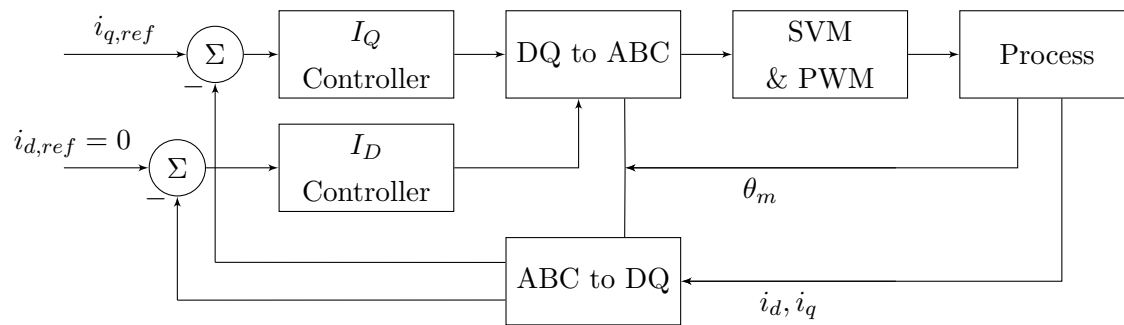 i_{q,ref}
Σ
−
I_Q
Controller
DQ to ABC
SVM
& PWM
Process
i_{d,ref} = 0
Σ
−
I_D
Controller
θ_m
ABC to DQ
i_d, i_q